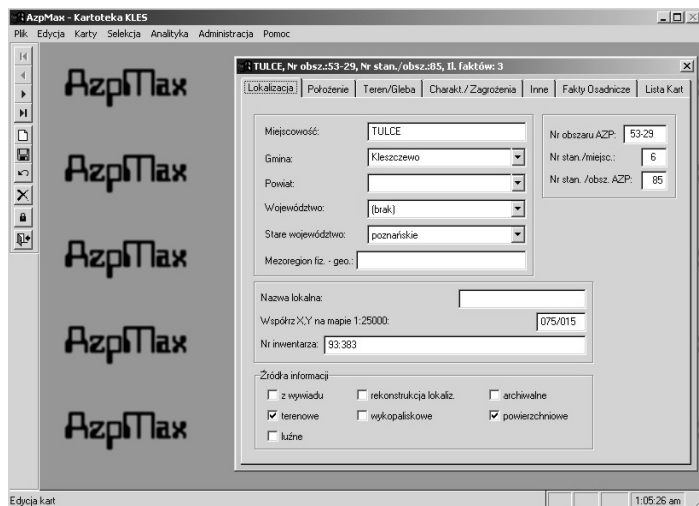 AzpMax - Kartoteka KLE5
Plik Edycja Karty Selekcja Analityka Administracja Pomoc
AzpMax
AzpMax
AzpMax
AzpMax
AzpMax
TULCE, Nr obsz.:53-29, Nr stan./obsz.:85, Il. faktów: 3
Lokalizacja Położenie Teren/Gleba Charakt./Zagrożenia Inne Fakty Osadnicze Lista Kart
Miejscowość: TULCE
Gmina: Kleszczewo
Powiat:
Województwo: (brak)
Stare województwo: poznańskie
Mezoregion fiz. - geo.:
Nr obszaru AZP: 53-29
Nr stan./miejsc.: 6
Nr stan. /obsz. AZP: 85
Nazwa lokalna:
Współrz X,Y na mapie 1:25000: 075/015
Nr inwentarza: 93:383
Źródła informacji
z wywiadu rekonstrukcja lokaliz. archiwalne
terenowe wykopaliskowe powierzchniowe
luźne
Edycja kart 1:05:26 am